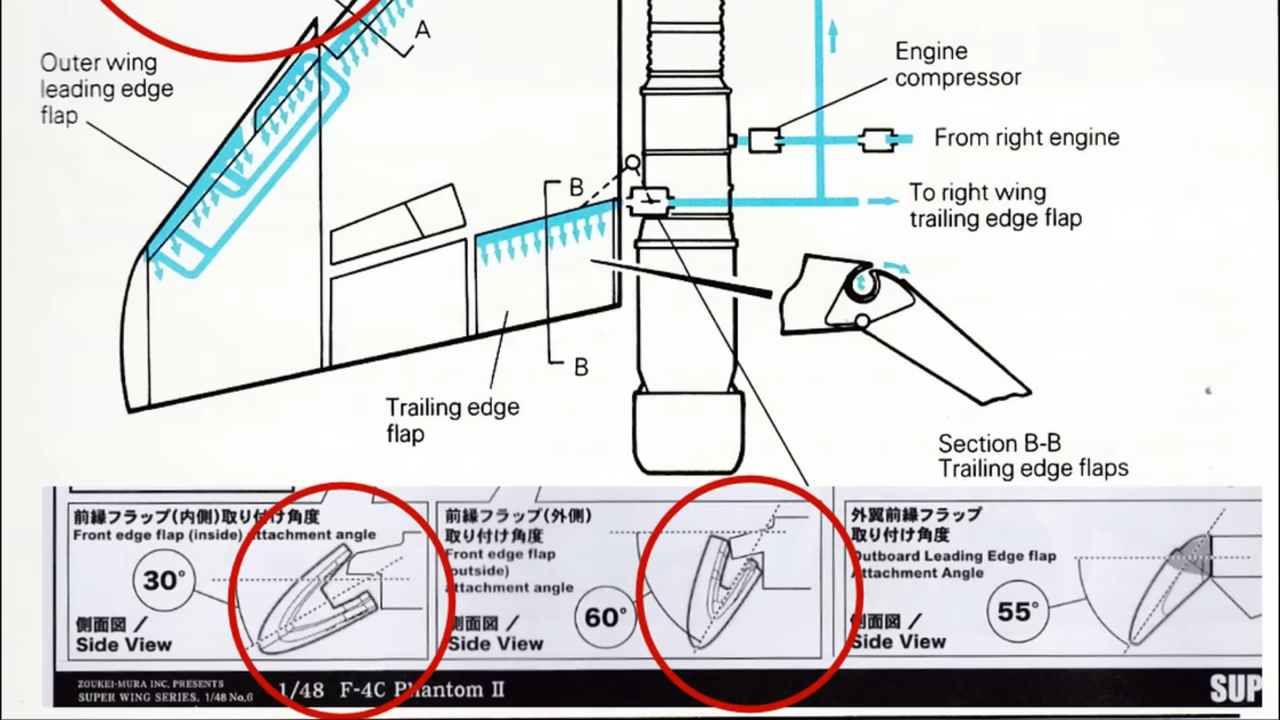 A
Outer wing
leading edge
flap
Engine
compressor
From right engine
To right wing
trailing edge flap
B
B
Trailing edge
flap
Section B-B
Trailing edge flaps
前縁フラップ(内側)取り付け角度
Front edge flap (inside) attachment angle
30°
側面図 /
Side View
前縁フラップ(外側)
取り付け角度
Front edge flap
outside)
attachment angle
60°
側面図 /
Side View
外翼前縁フラップ
取り付け角度
Outboard Leading Edge flap
Attachment Angle
55°
側面図 /
Side View
ZOUKEI-MURA INC. PRESENTS
SUPER WING SERIES. 1/48 No.6
1/48 F-4C Phantom II
SUP